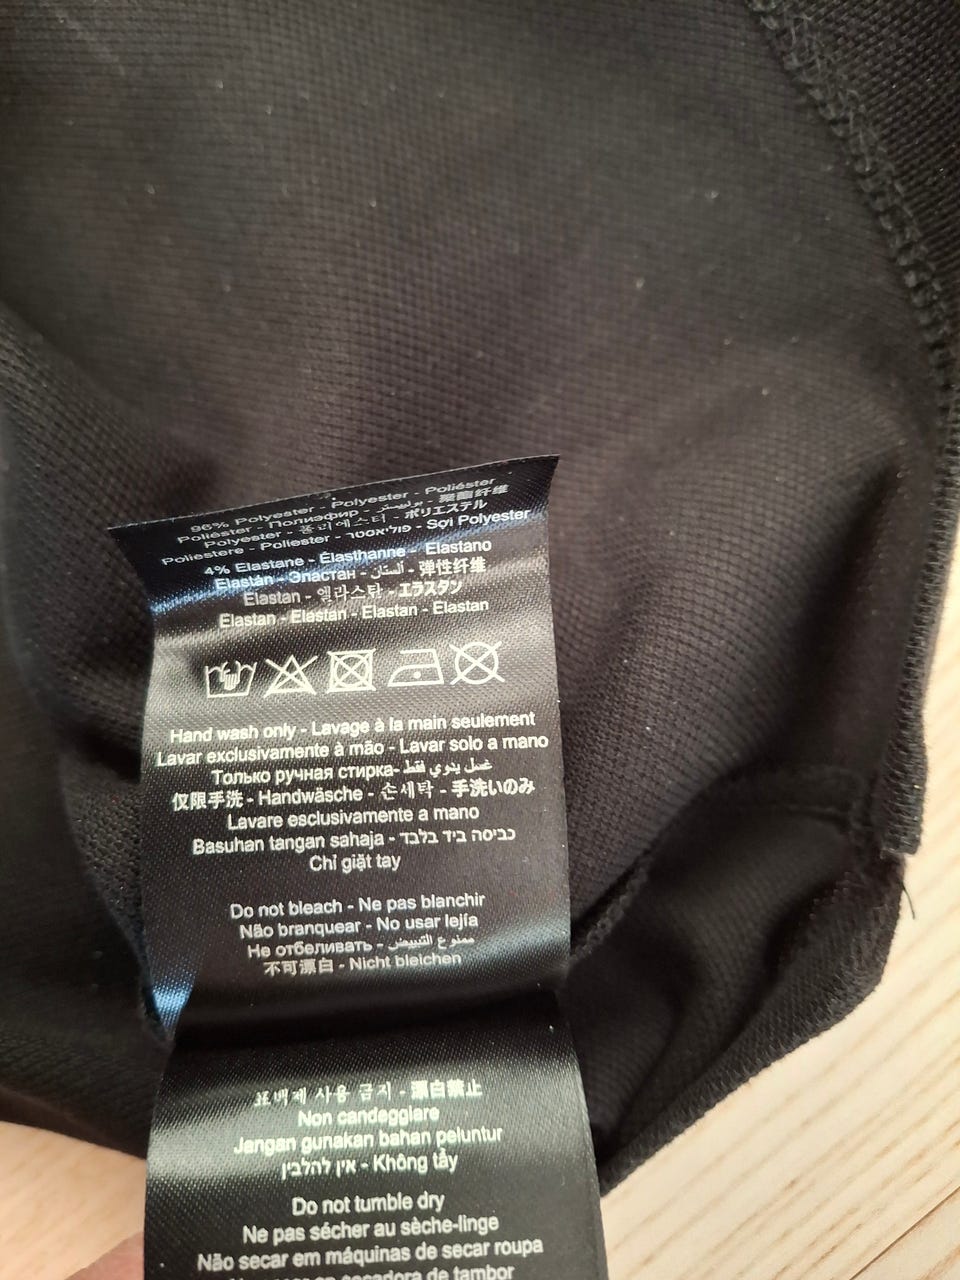 96% Polyester - Polyester - Poliéster
Poliéster - Полиэфир - بوليستر - 聚酯纤维
Polyester - 폴리에스터 - ポリエステル
Poliestere - Poliester - פוליאסטר - Sợi Polyester
4% Elastane - Élasthanne - Elastano
Elastán - Эластан - ألستان - 弹性纤维
Elastan - 엘라스탄 - エラスタン
Elastan - Elastan - Elastan - Elastan
Hand wash only - Lavage à la main seulement
Lavar exclusivamente à mão - Lavar solo a mano
Только ручная стирка- غسل يدوي فقط
仅限手洗 - Handwäsche - 손세탁 - 手洗いのみ
Lavare esclusivamente a mano
Basuhan tangan sahaja - כביסה ביד בלבד
Chỉ giặt tay
Do not bleach - Ne pas blanchir
Não branquear - No usar lejía
Не отбеливать - ممنوع التبييض
不可漂白 - Nicht bleichen
표백제 사용 금지 - 漂白禁止
Non candeggiare
Jangan gunakan bahan peluntur
אין להלבין - Không tẩy
Do not tumble dry
Ne pas sécher au sèche-linge
Não secar em máquinas de secar roupa
secadora de tambor